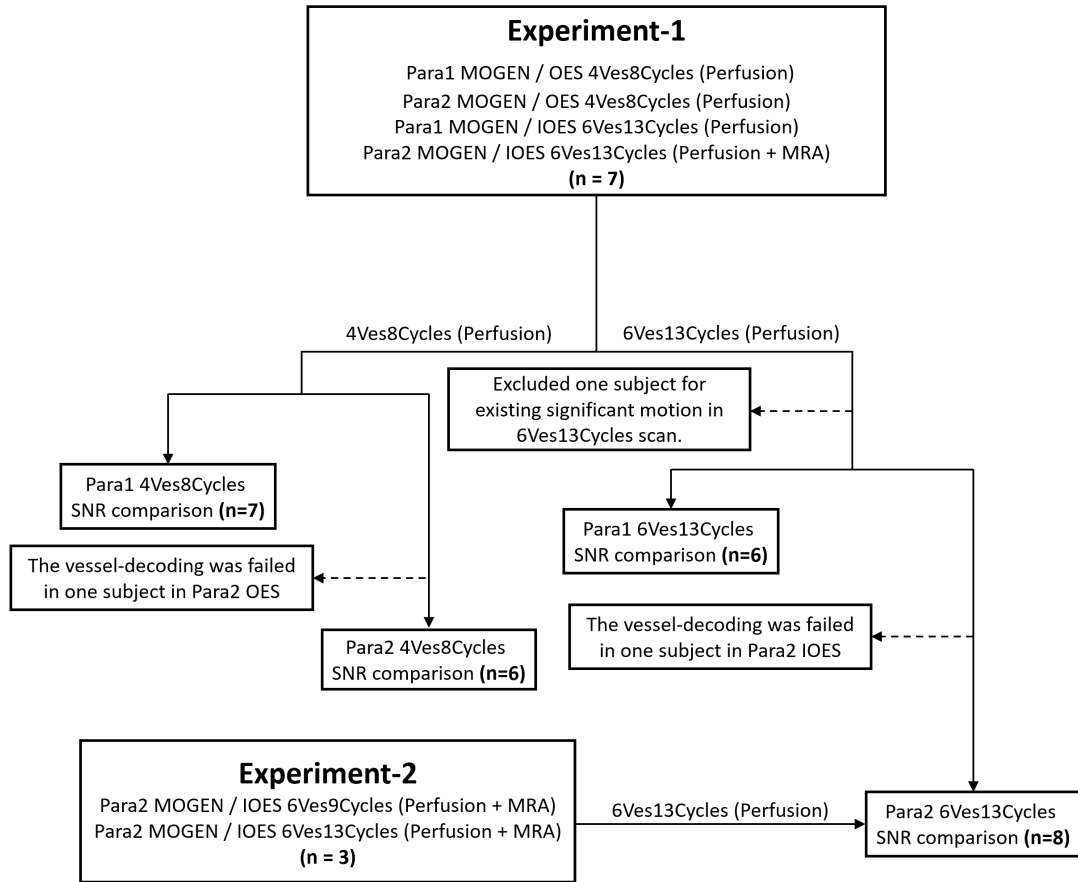 Experiment-1
Para1 MOGEN / OES 4Ves8Cycles (Perfusion)
Para2 MOGEN / OES 4Ves8Cycles (Perfusion)
Para1 MOGEN / IOES 6Ves13Cycles (Perfusion)
Para2 MOGEN / IOES 6Ves13Cycles (Perfusion + MRA)
(n = 7)
4Ves8Cycles (Perfusion)
6Ves13Cycles (Perfusion)
Excluded one subject for
existing significant motion in
6Ves13Cycles scan.
Para1 4Ves8Cycles
SNR comparison (n=7)
The vessel-decoding was failed
in one subject in Para2 OES
Para2 4Ves8Cycles
SNR comparison (n=6)
Para1 6Ves13Cycles
SNR comparison (n=6)
The vessel-decoding was failed
in one subject in Para2 IOES
Experiment-2
Para2 MOGEN / IOES 6Ves9Cycles (Perfusion + MRA)
Para2 MOGEN / IOES 6Ves13Cycles (Perfusion + MRA)
(n = 3)
6Ves13Cycles (Perfusion)
Para2 6Ves13Cycles
SNR comparison (n=8)